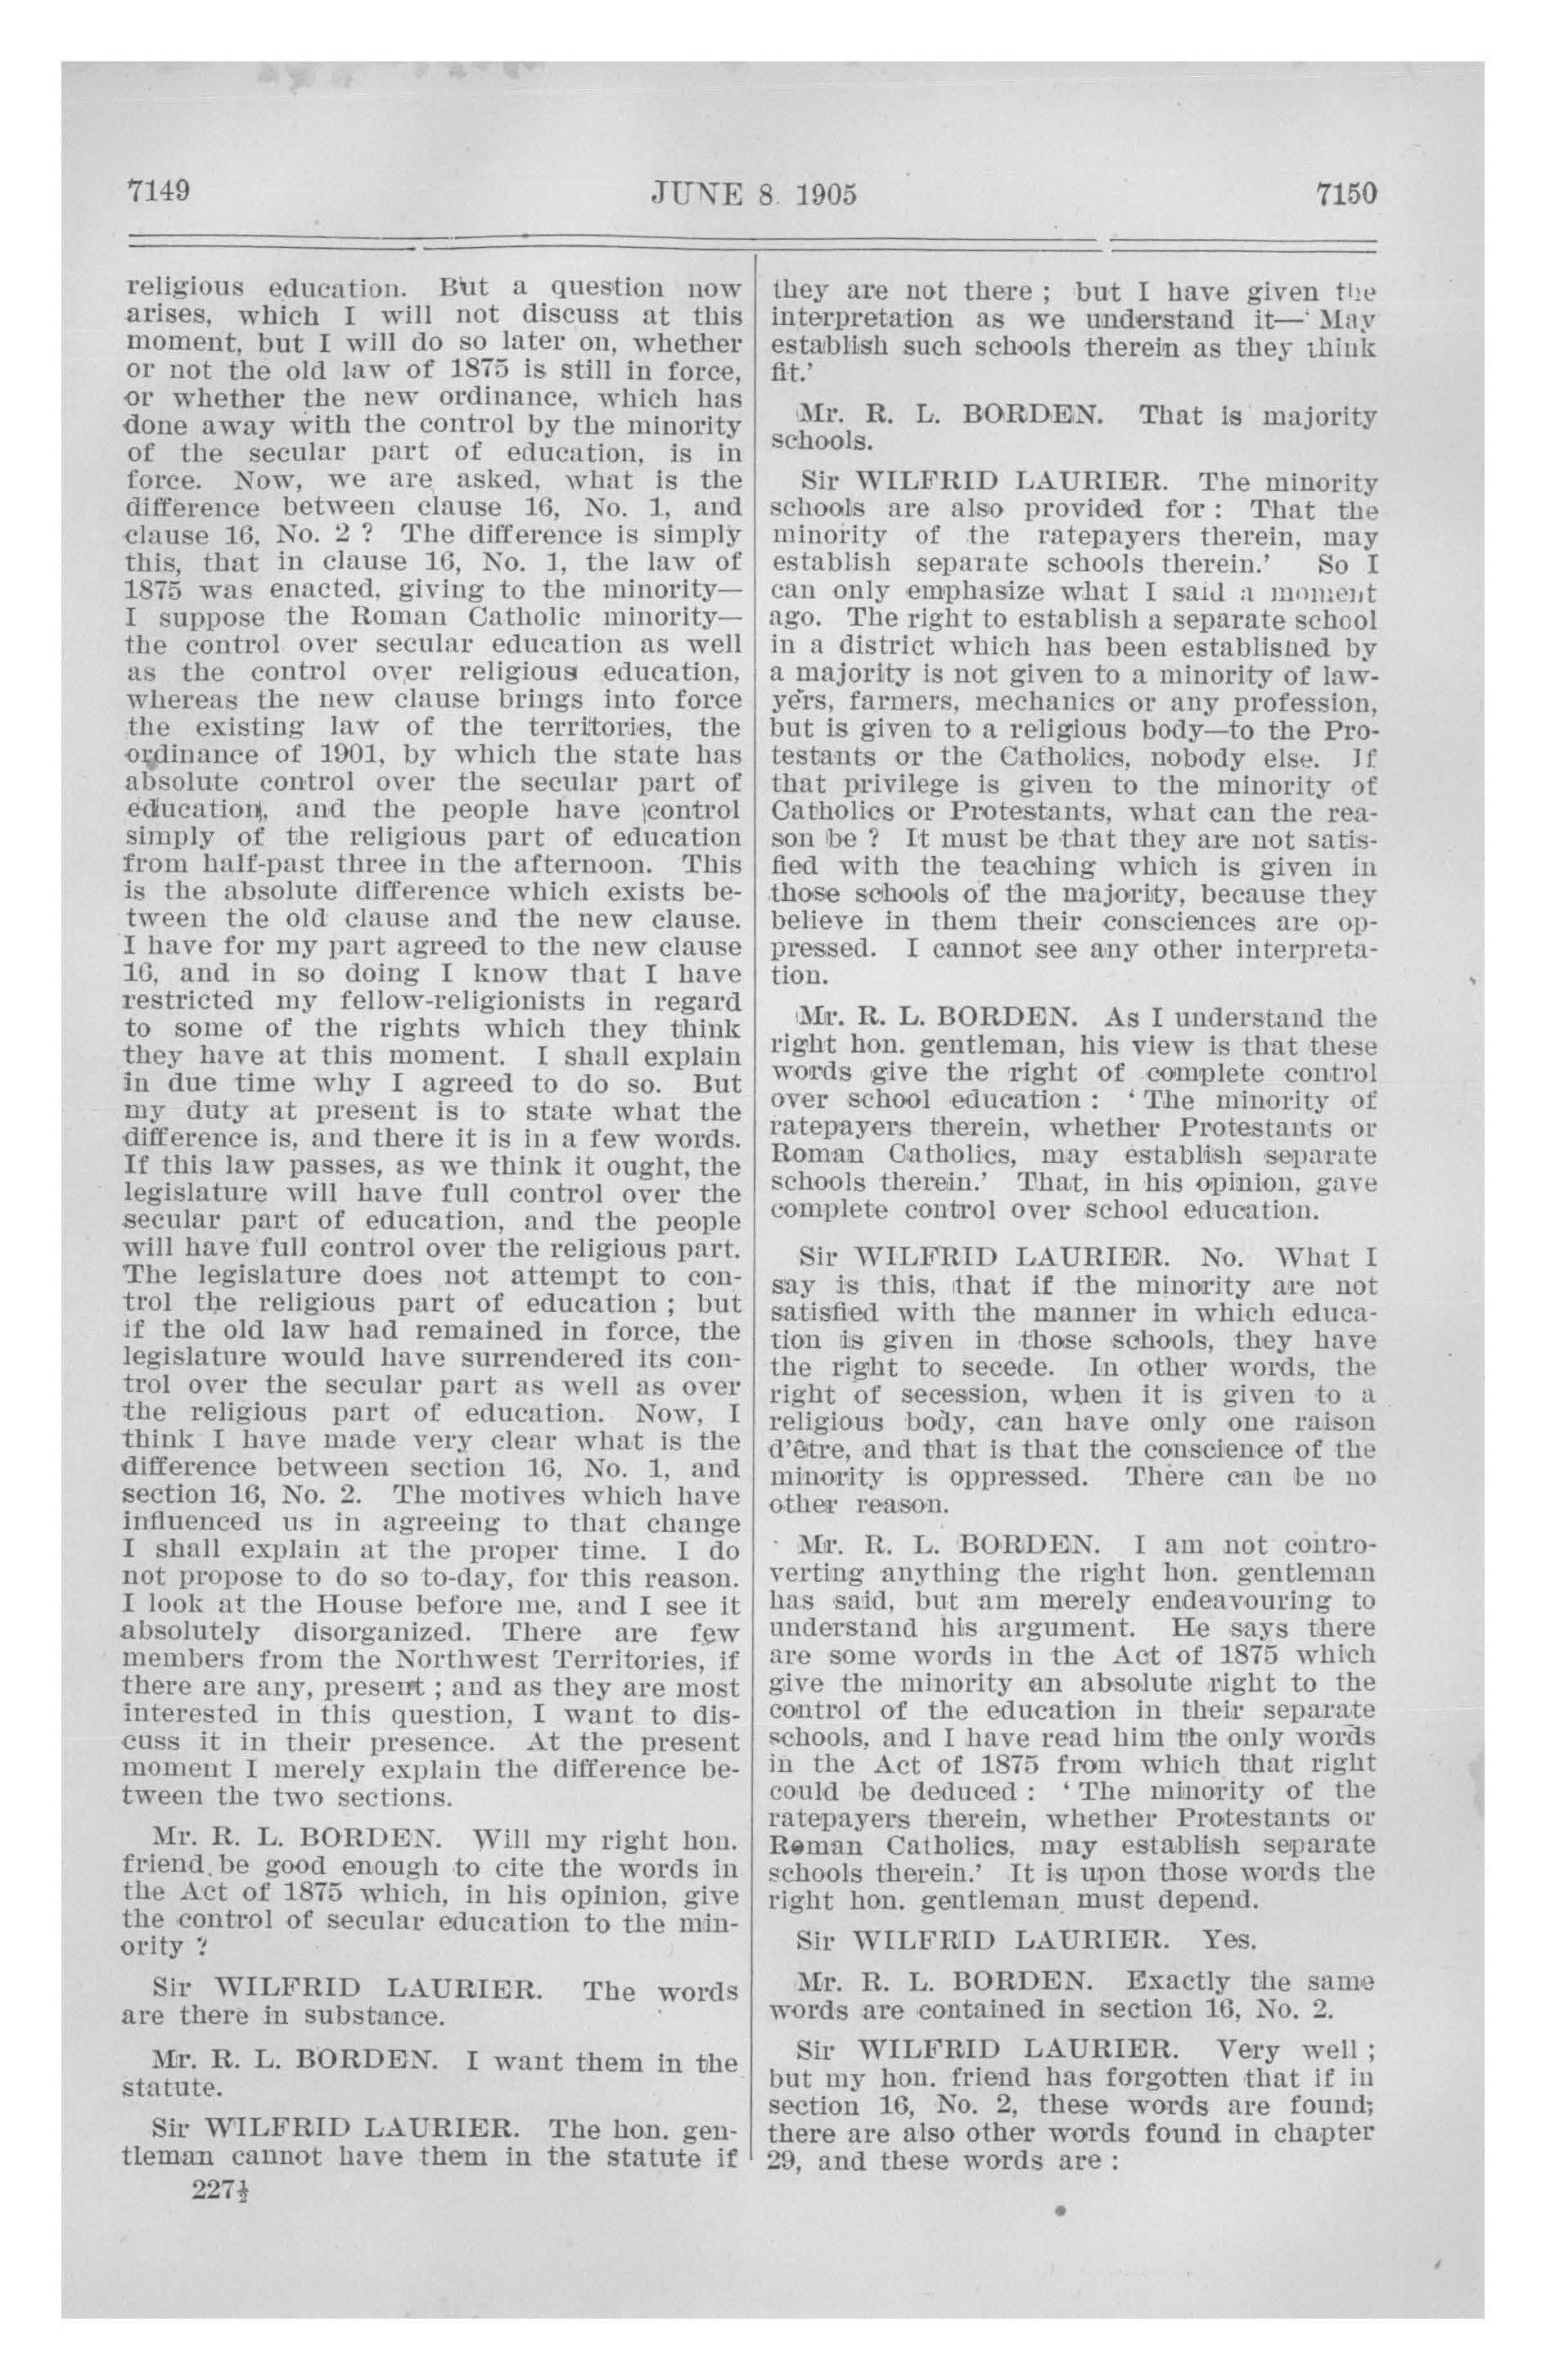 7149 JUNE 8. 1905 7150
religious education. But a question now
arises, which I will not discuss at this
moment, but I will do so later on, whether
or not the old law of 1875 is still in force,
or whether the new ordinance, which has
done away with the control by the minority
of the secular part of education, is in
force. Now, we are asked, what is the
difference between clause 16, No. 1, and
clause 16, No. 2 ? The difference is simply
this, that in clause 16, No. 1, the law of
1875 was enacted, giving to the minority—
I suppose the Roman Catholic minority—
the control over secular education as well
as the control over religious education,
whereas the new clause brings into force
the existing law of the territories, the
ordinance of 1901, by which the state has
absolute control over the secular part of
education, and the people have control
simply of the religious part of education
from half-past three in the afternoon. This
is the absolute difference which exists be-
tween the old clause and the new clause.
I have for my part agreed to the new clause
16, and in so doing I know that I have
restricted my fellow-religionists in regard
to some of the rights which they think
they have at this moment. I shall explain
in due time why I agreed to do so. But
my duty at present is to state what the
difference is, and there it is in a few words.
If this law passes, as we think it ought, the
legislature will have full control over the
secular part of education, and the people
will have full control over the religious part.
The legislature does not attempt to con-
trol the religious part of education ; but
if the old law had remained in force, the
legislature would have surrendered its con-
trol over the secular part as well as over
the religious part of education. Now, I
think I have made very clear what is the
difference between section 16, No. 1, and
section 16, No. 2. The motives which have
influenced us in agreeing to that change
I shall explain at the proper time. I do
not propose to do so to-day, for this reason.
I look at the House before me, and I see it
absolutely disorganized. There are few
members from the Northwest Territories, if
there are any, present ; and as they are most
interested in this question, I want to dis-
cuss it in their presence. At the present
moment I merely explain the difference be-
tween the two sections.
Mr. R. L. BORDEN. Will my right hon.
friend be good enough to cite the words in
the Act of 1875 which, in his opinion, give
the control of secular education to the min-
ority ?
Sir WILFRID LAURIER. The words
are there in substance.
Mr. R. L. BORDEN. I want them in the
statute.
Sir WILFRID LAURIER. The hon. gen-
tleman cannot have them in the statute if
227½
they are not there ; but I have given the
interpretation as we understand it—‘ May
establish such schools therein as they think
fit.’
Mr. R. L. BORDEN. That is majority
schools.
Sir WILFRID LAURIER. The minority
schools are also provided for : That the
minority of the ratepayers therein, may
establish separate schools therein.’ So I
can only emphasize what I said a moment
ago. The right to establish a separate school
in a district which has been established by
a majority is not given to a minority of law-
yers, farmers, mechanics or any profession,
but is given to a religious body—to the Pro-
testants or the Catholics, nobody else. If
that privilege is given to the minority of
Catholics or Protestants, what can the rea-
son be ? It must be that they are not satis-
fied with the teaching which is given in
those schools of the majority, because they
believe in them their consciences are op-
pressed. I cannot see any other interpreta-
tion.
Mr. R. L. BORDEN. As I understand the
right hon. gentleman, his view is that these
words give the right of complete control
over school education : ‘ The minority of
ratepayers therein, whether Protestants or
Roman Catholics, may establish separate
schools therein.’ That, in his opinion, gave
complete control over school education.
Sir WILFRID LAURIER. No. What I
say is this, that if the minority are not
satisfied with the manner in which educa-
tion is given in those schools, they have
the right to secede. In other words, the
right of secession, when it is given to a
religious body, can have only one raison
d’être, and that is that the conscience of the
minority is oppressed. There can be no
other reason.
Mr. R. L. BORDEN. I am not contro-
verting anything the right hon. gentleman
has said, but am merely endeavouring to
understand his argument. He says there
are some words in the Act of 1875 which
give the minority an absolute right to the
control of the education in their separate
schools, and I have read him the only words
in the Act of 1875 from which that right
could be deduced : ‘ The minority of the
ratepayers therein, whether Protestants or
Roman Catholics, may establish separate
schools therein.’ It is upon those words the
right hon. gentleman must depend.
Sir WILFRID LAURIER. Yes.
Mr. R. L. BORDEN. Exactly the same
words are contained in section 16, No. 2.
Sir WILFRID LAURIER. Very well ;
but my hon. friend has forgotten that if in
section 16, No. 2, these words are found;
there are also other words found in chapter
29, and these words are :